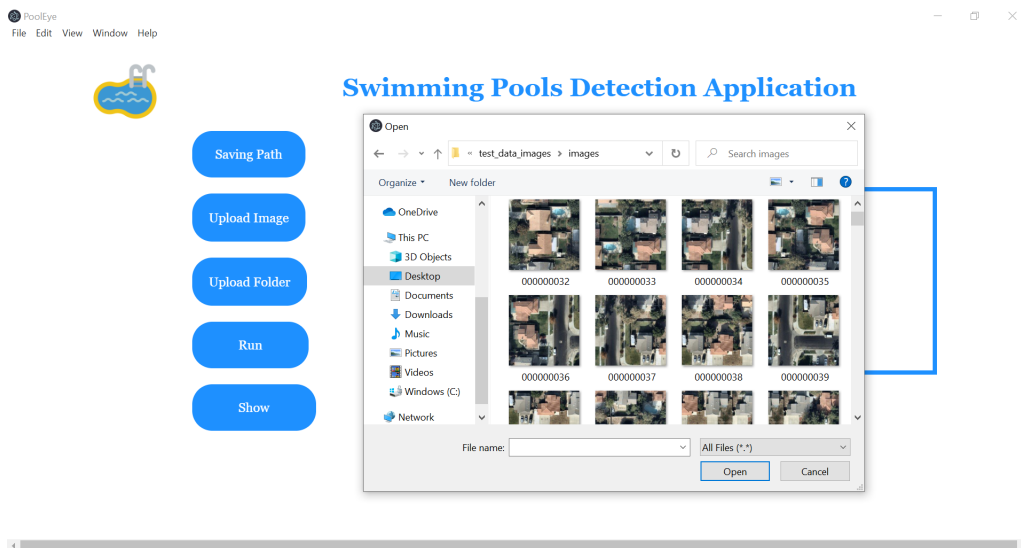 PoolEye
File Edit View Window Help
Swimming Pools Detection Application
Saving Path
Upload Image
Upload Folder
Run
Show
Open
« test_data_images > images
Search images
Organize
New folder
?
OneDrive
This PC
3D Objects
Desktop
Documents
Downloads
Music
Pictures
Videos
Windows (C:)
Network
000000032 000000033 000000034 000000035
000000036 000000037 000000038 000000039
File name:
All Files (*.*)
Open Cancel